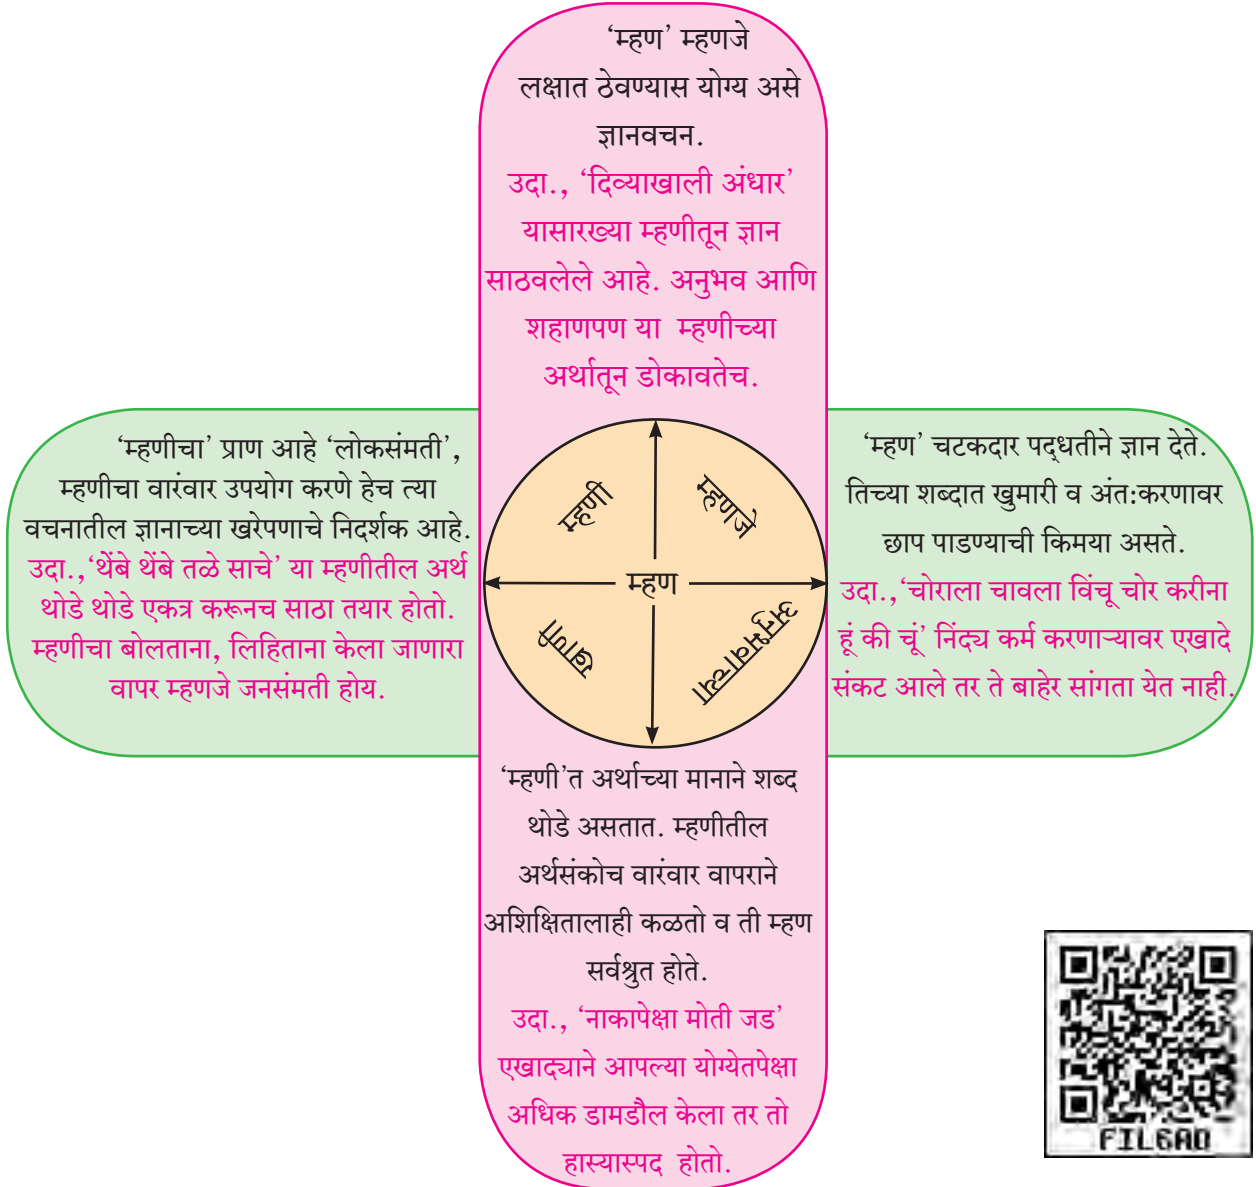 ‘म्हण’ म्हणजे
लक्षात ठेवण्यास योग्य असे
ज्ञानवचन.
उदा., ‘दिव्याखाली अंधार’
यासारख्या म्हणीतून ज्ञान
साठवलेले आहे. अनुभव आणि
शहाणपण या म्हणीच्या
अर्थातून डोकावतेच.
‘म्हणीचा’ प्राण आहे ‘लोकसंमती’,
म्हणीचा वारंवार उपयोग करणे हेच त्या
वचनातील ज्ञानाच्या खरेपणाचे निदर्शक आहे.
उदा.,‘थेंबे थेंबे तळे साचे’ या म्हणीतील अर्थ
थोडे थोडे एकत्र करूनच साठा तयार होतो.
म्हणीचा बोलताना, लिहिताना केला जाणारा
वापर म्हणजे जनसंमती होय.
म्हणी
म्हणजे
म्हण
खाणी
अनुभवाच्या
‘म्हण’ चटकदार पद्धतीने ज्ञान देते.
तिच्या शब्दात खुमारी व अंत:करणावर
छाप पाडण्याची किमया असते.
उदा.,‘चोराला चावला विंचू चोर करीना
हूं की चूं’ निंद्य कर्म करणाऱ्यावर एखादे
संकट आले तर ते बाहेर सांगता येत नाही.
‘म्हणी’त अर्थाच्या मानाने शब्द
थोडे असतात. म्हणीतील
अर्थसंकोच वारंवार वापराने
अशिक्षितालाही कळतो व ती म्हण
सर्वश्रुत होते.
उदा., ‘नाकापेक्षा मोती जड’
एखाद्याने आपल्या योग्येतपेक्षा
अधिक डामडौल केला तर तो
हास्यास्पद होतो.
FIL6AD